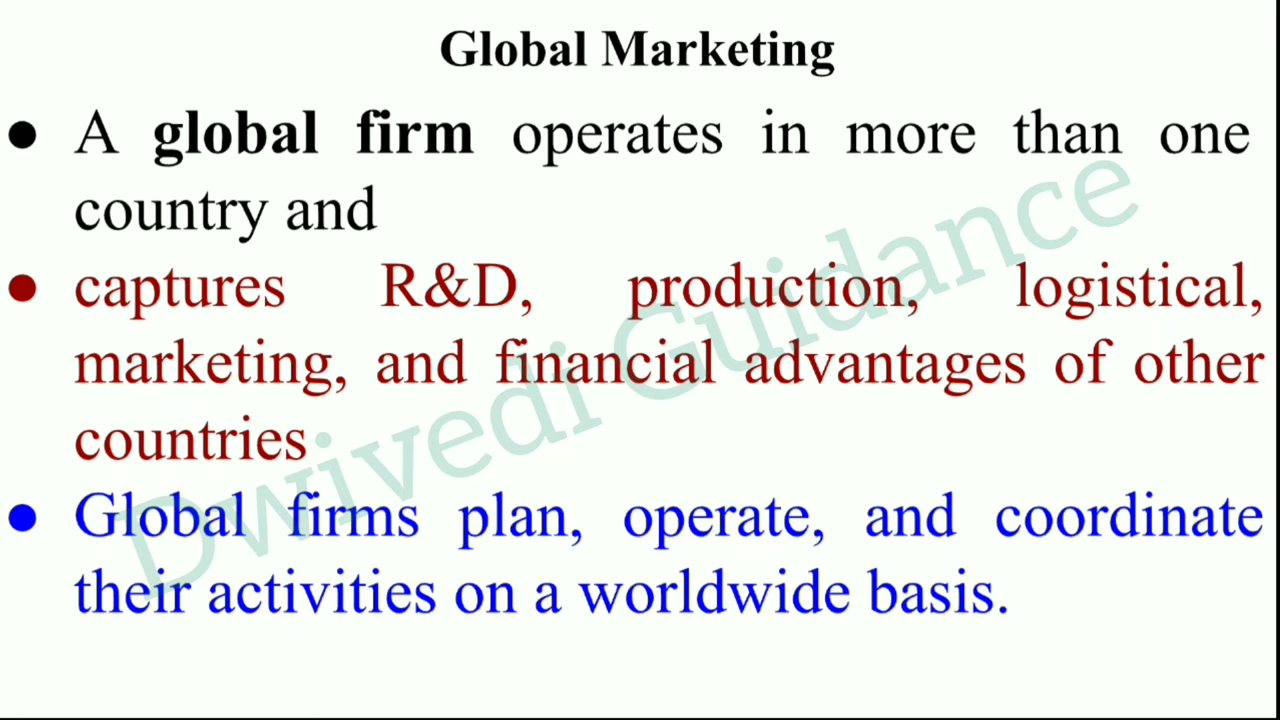 Global Marketing
● A global firm operates in more than one
country and
● captures R&D, production, logistical,
marketing, and financial advantages of other
countries
● Global firms plan, operate, and coordinate
their activities on a worldwide basis.
Dwivedi Guidance